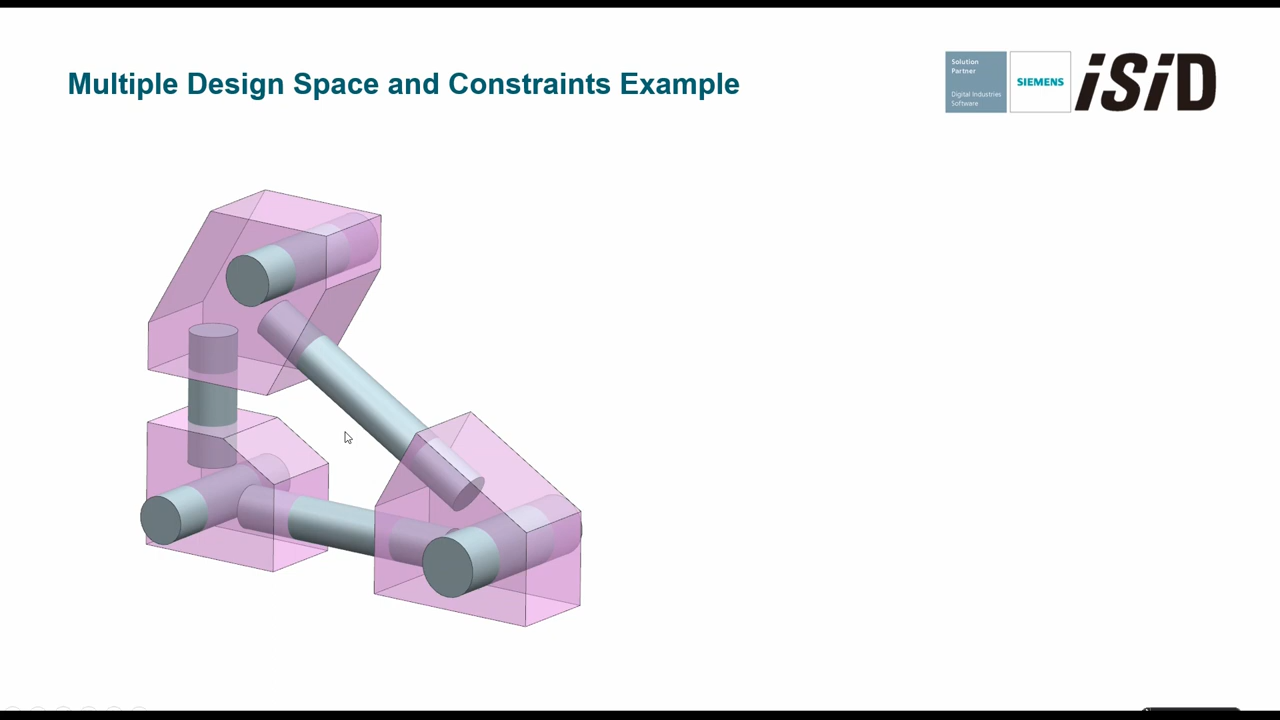 Multiple Design Space and Constraints Example
Solution
Partner
Digital Industries
Software
SIEMENS
iSiD